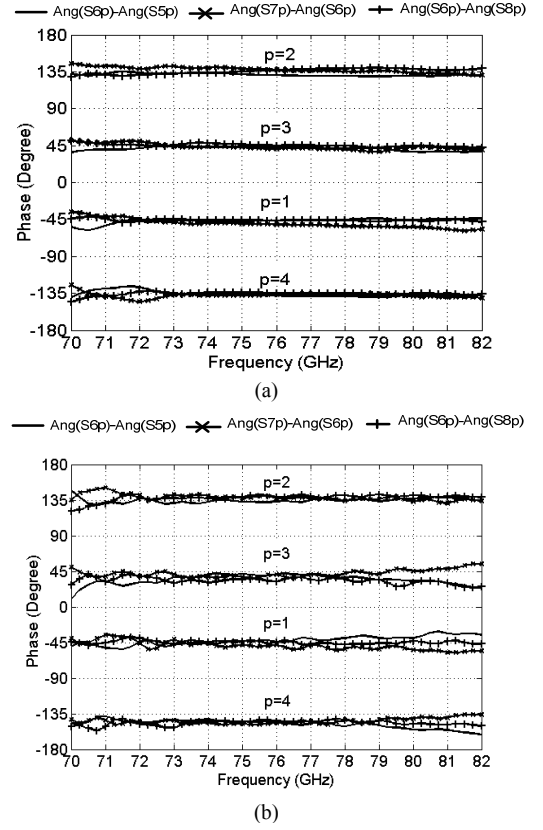 Ang(S6p)-Ang(S5p) Ang(S7p)-Ang(S6p) Ang(S6p)-Ang(S8p)
180
135
90
45
0
-45
-90
-135
-180
Phase (Degree)
p=2
p=3
p=1
p=4
70 71 72 73 74 75 76 77 78 79 80 81 82
Frequency (GHz)
(a)
Ang(S6p)-Ang(S5p) Ang(S7p)-Ang(S6p) Ang(S6p)-Ang(S8p)
180
135
90
45
0
-45
-90
-135
-180
Phase (Degree)
p=2
p=3
p=1
p=4
70 71 72 73 74 75 76 77 78 79 80 81 82
Frequency (GHz)
(b)